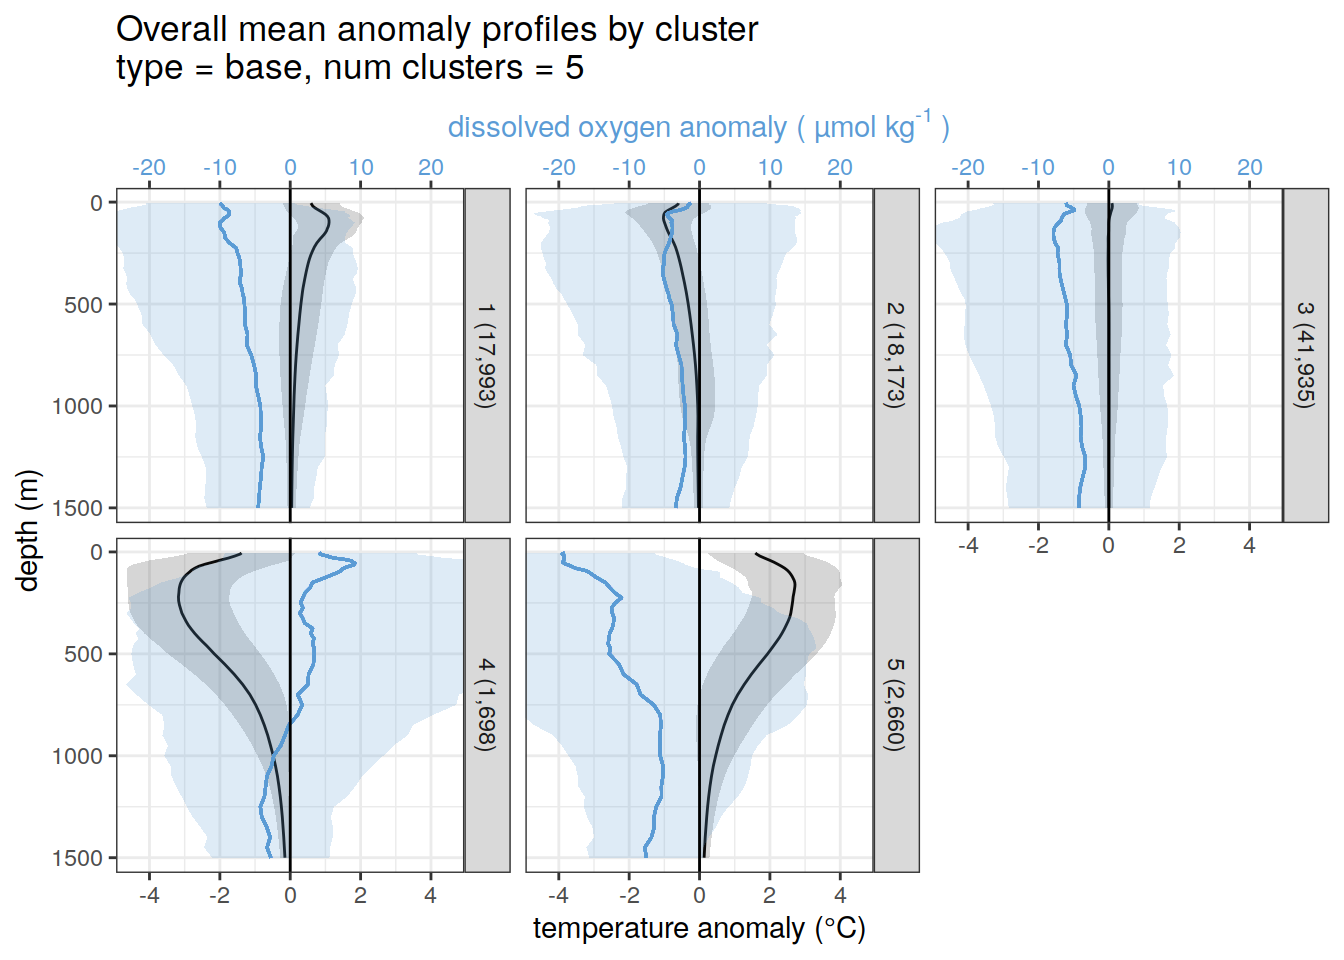 Overall mean anomaly profiles by cluster
type = base, num clusters = 5
dissolved oxygen anomaly ( µmol kg⁻¹ )
-20 -10 0 10 20 -20 -10 0 10 20 -20 -10 0 10 20
0
500
1000
1500
1 (17,993)
2 (18,173)
3 (41,935)
-4 -2 0 2 4
depth (m)
0
500
1000
1500
4 (1,698)
5 (2,660)
-4 -2 0 2 4 -4 -2 0 2 4
temperature anomaly (°C)